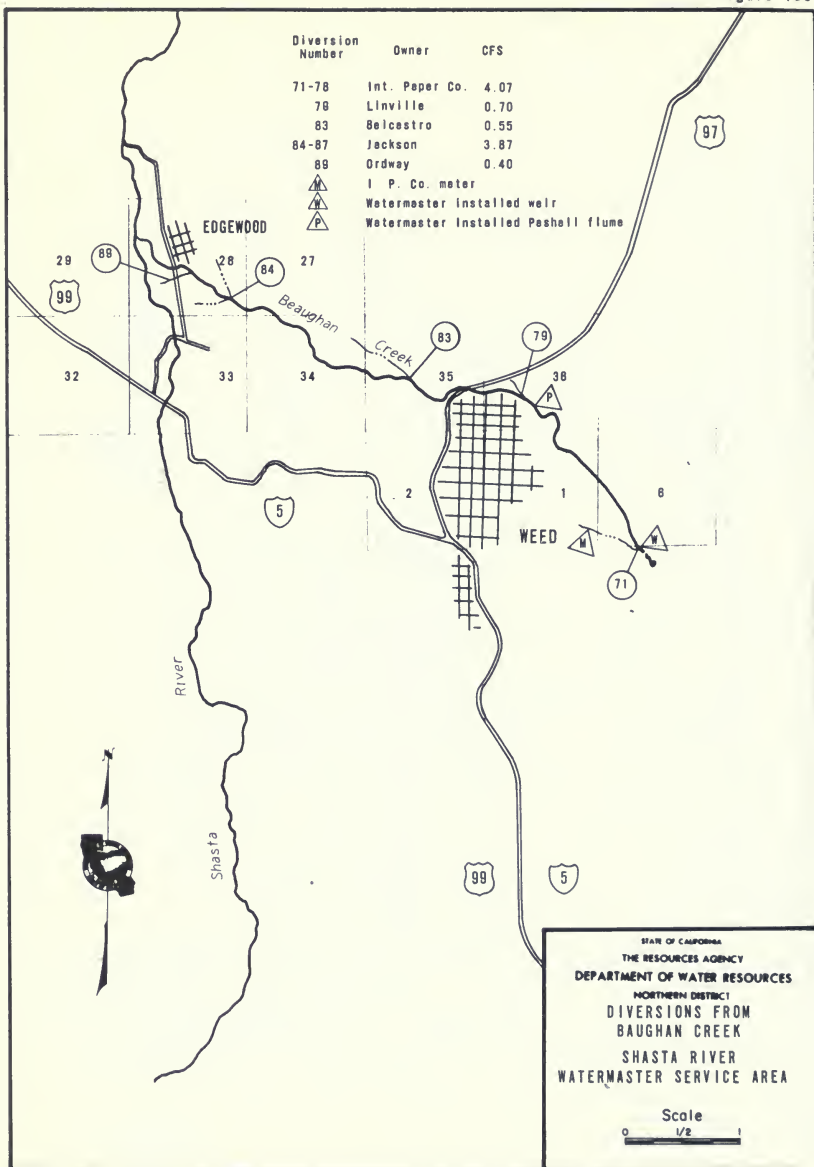 Diversion Number Owner CFS
71-78 Int. Paper Co. 4.07
79 Linville 0.70
83 Belcastro 0.55
84-87 Jackson 3.87
89 Ordway 0.40
M I P. Co. meter
W Watermaster installed weir
P Watermaster Installed Pashall flume
97
EDGEWOOD
29
89
28
84
27
99
Beaughan Creek
83
79
32
33
34
35
36
P
2
1
6
5
WEED
M
W
71
River
Shasta
N
99
5
STATE OF CALIFORNIA
THE RESOURCES AGENCY
DEPARTMENT OF WATER RESOURCES
NORTHERN DISTRICT
DIVERSIONS FROM
BAUGHAN CREEK
SHASTA RIVER
WATERMASTER SERVICE AREA
Scale
0 1/2 1